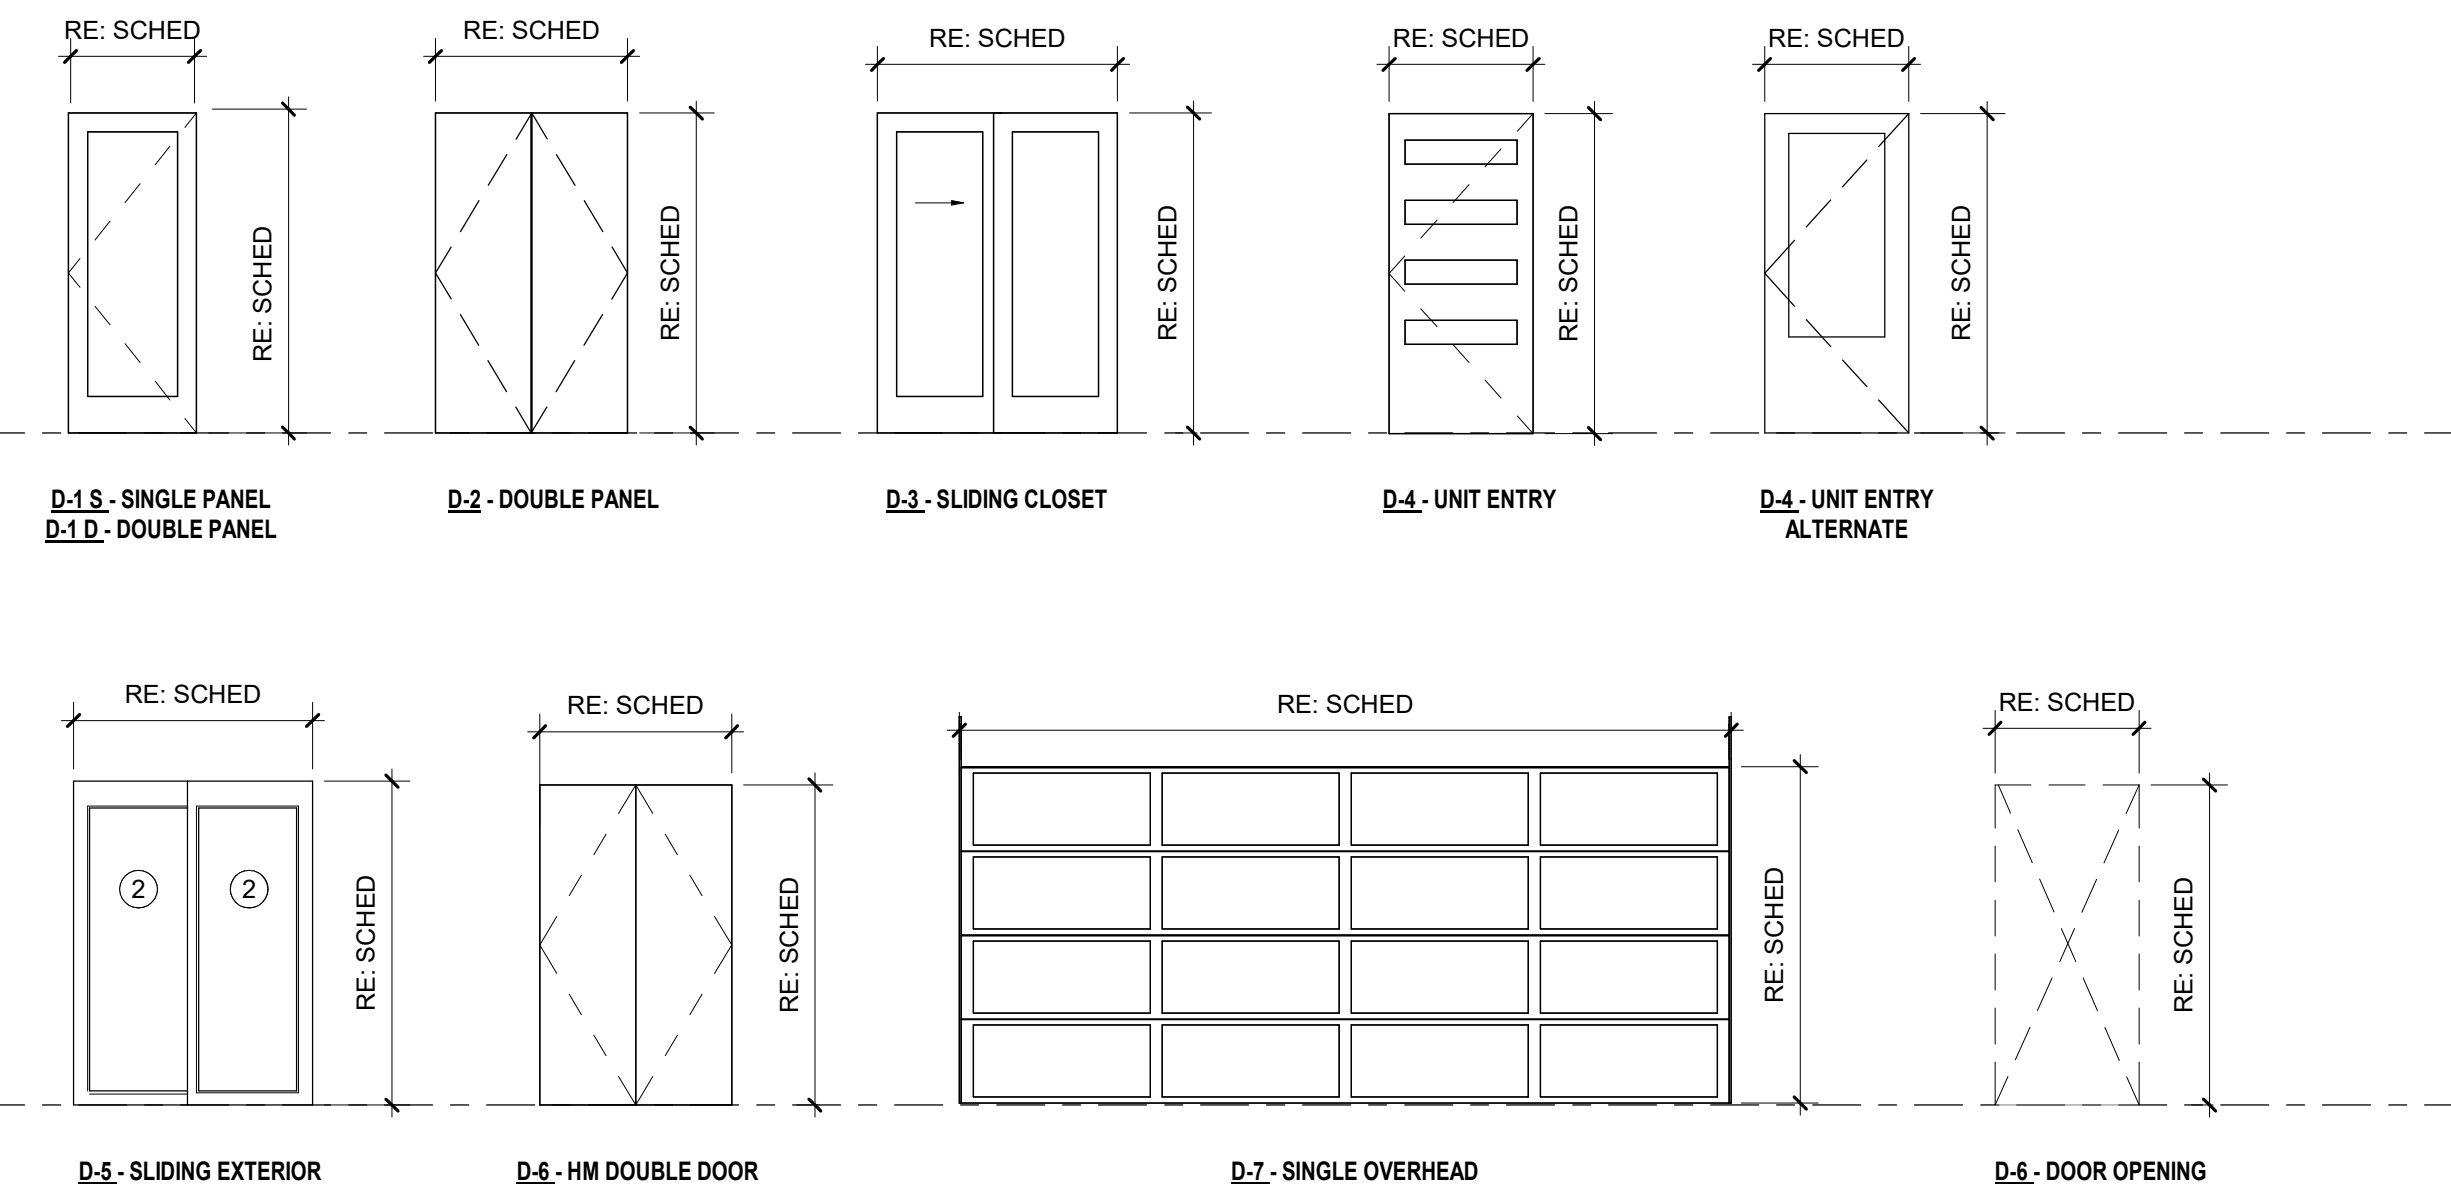 RE: SCHED
RE: SCHED
RE: SCHED
RE: SCHED
RE: SCHED
RE: SCHED
RE: SCHED
RE: SCHED
RE: SCHED
RE: SCHED
D-1 S - SINGLE PANEL
D-1 D - DOUBLE PANEL
D-2 - DOUBLE PANEL
D-3 - SLIDING CLOSET
D-4 - UNIT ENTRY
D-4 - UNIT ENTRY
ALTERNATE
RE: SCHED
RE: SCHED
RE: SCHED
RE: SCHED
2
2
RE: SCHED
RE: SCHED
RE: SCHED
RE: SCHED
D-5 - SLIDING EXTERIOR
D-6 - HM DOUBLE DOOR
D-7 - SINGLE OVERHEAD
D-6 - DOOR OPENING